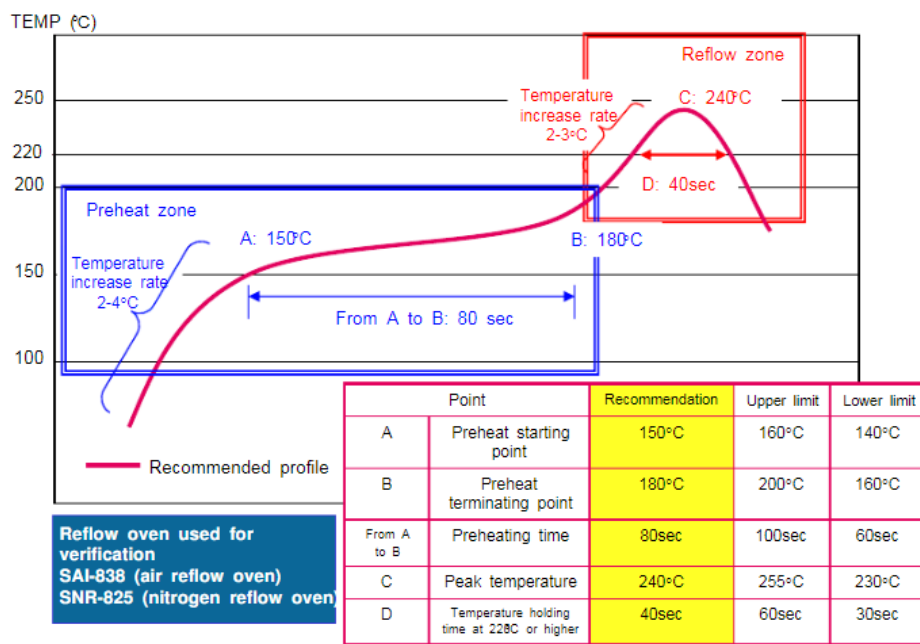 TEMP (°C)
250
220
200
150
100
Reflow zone
Temperature
increase rate
2-3°C
C: 240°C
D: 40sec
Preheat zone
A: 150°C
B: 180°C
Temperature
increase rate
2-4°C
From A to B: 80 sec
Recommended profile
Point Recommendation Upper limit Lower limit
A Preheat starting point 150°C 160°C 140°C
B Preheat terminating point 180°C 200°C 160°C
From A to B Preheating time 80sec 100sec 60sec
C Peak temperature 240°C 255°C 230°C
D Temperature holding time at 220°C or higher 40sec 60sec 30sec
Reflow oven used for
verification
SAI-838 (air reflow oven)
SNR-825 (nitrogen reflow oven)